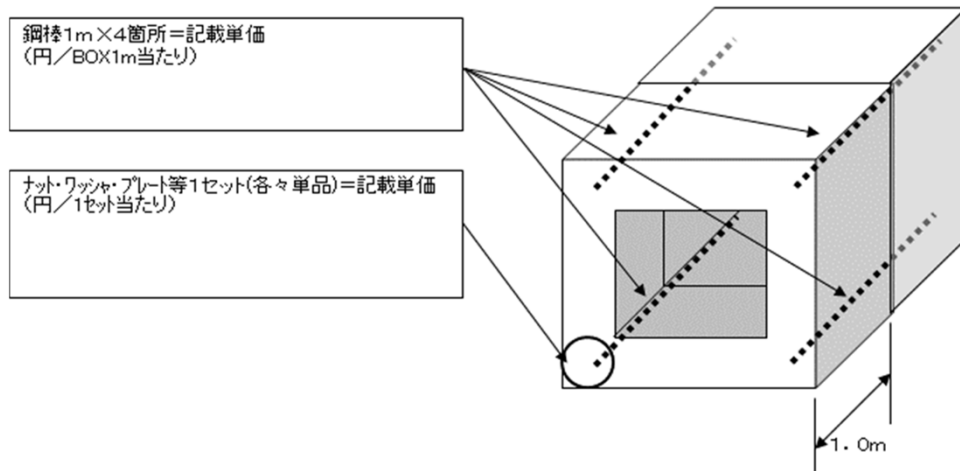 鋼棒1m×4箇所=記載単価
(円/BOX1m当たり)
ナット・ワッシャ・プレート等1セット(各々単品)=記載単価
(円/1セット当たり)
1.0m